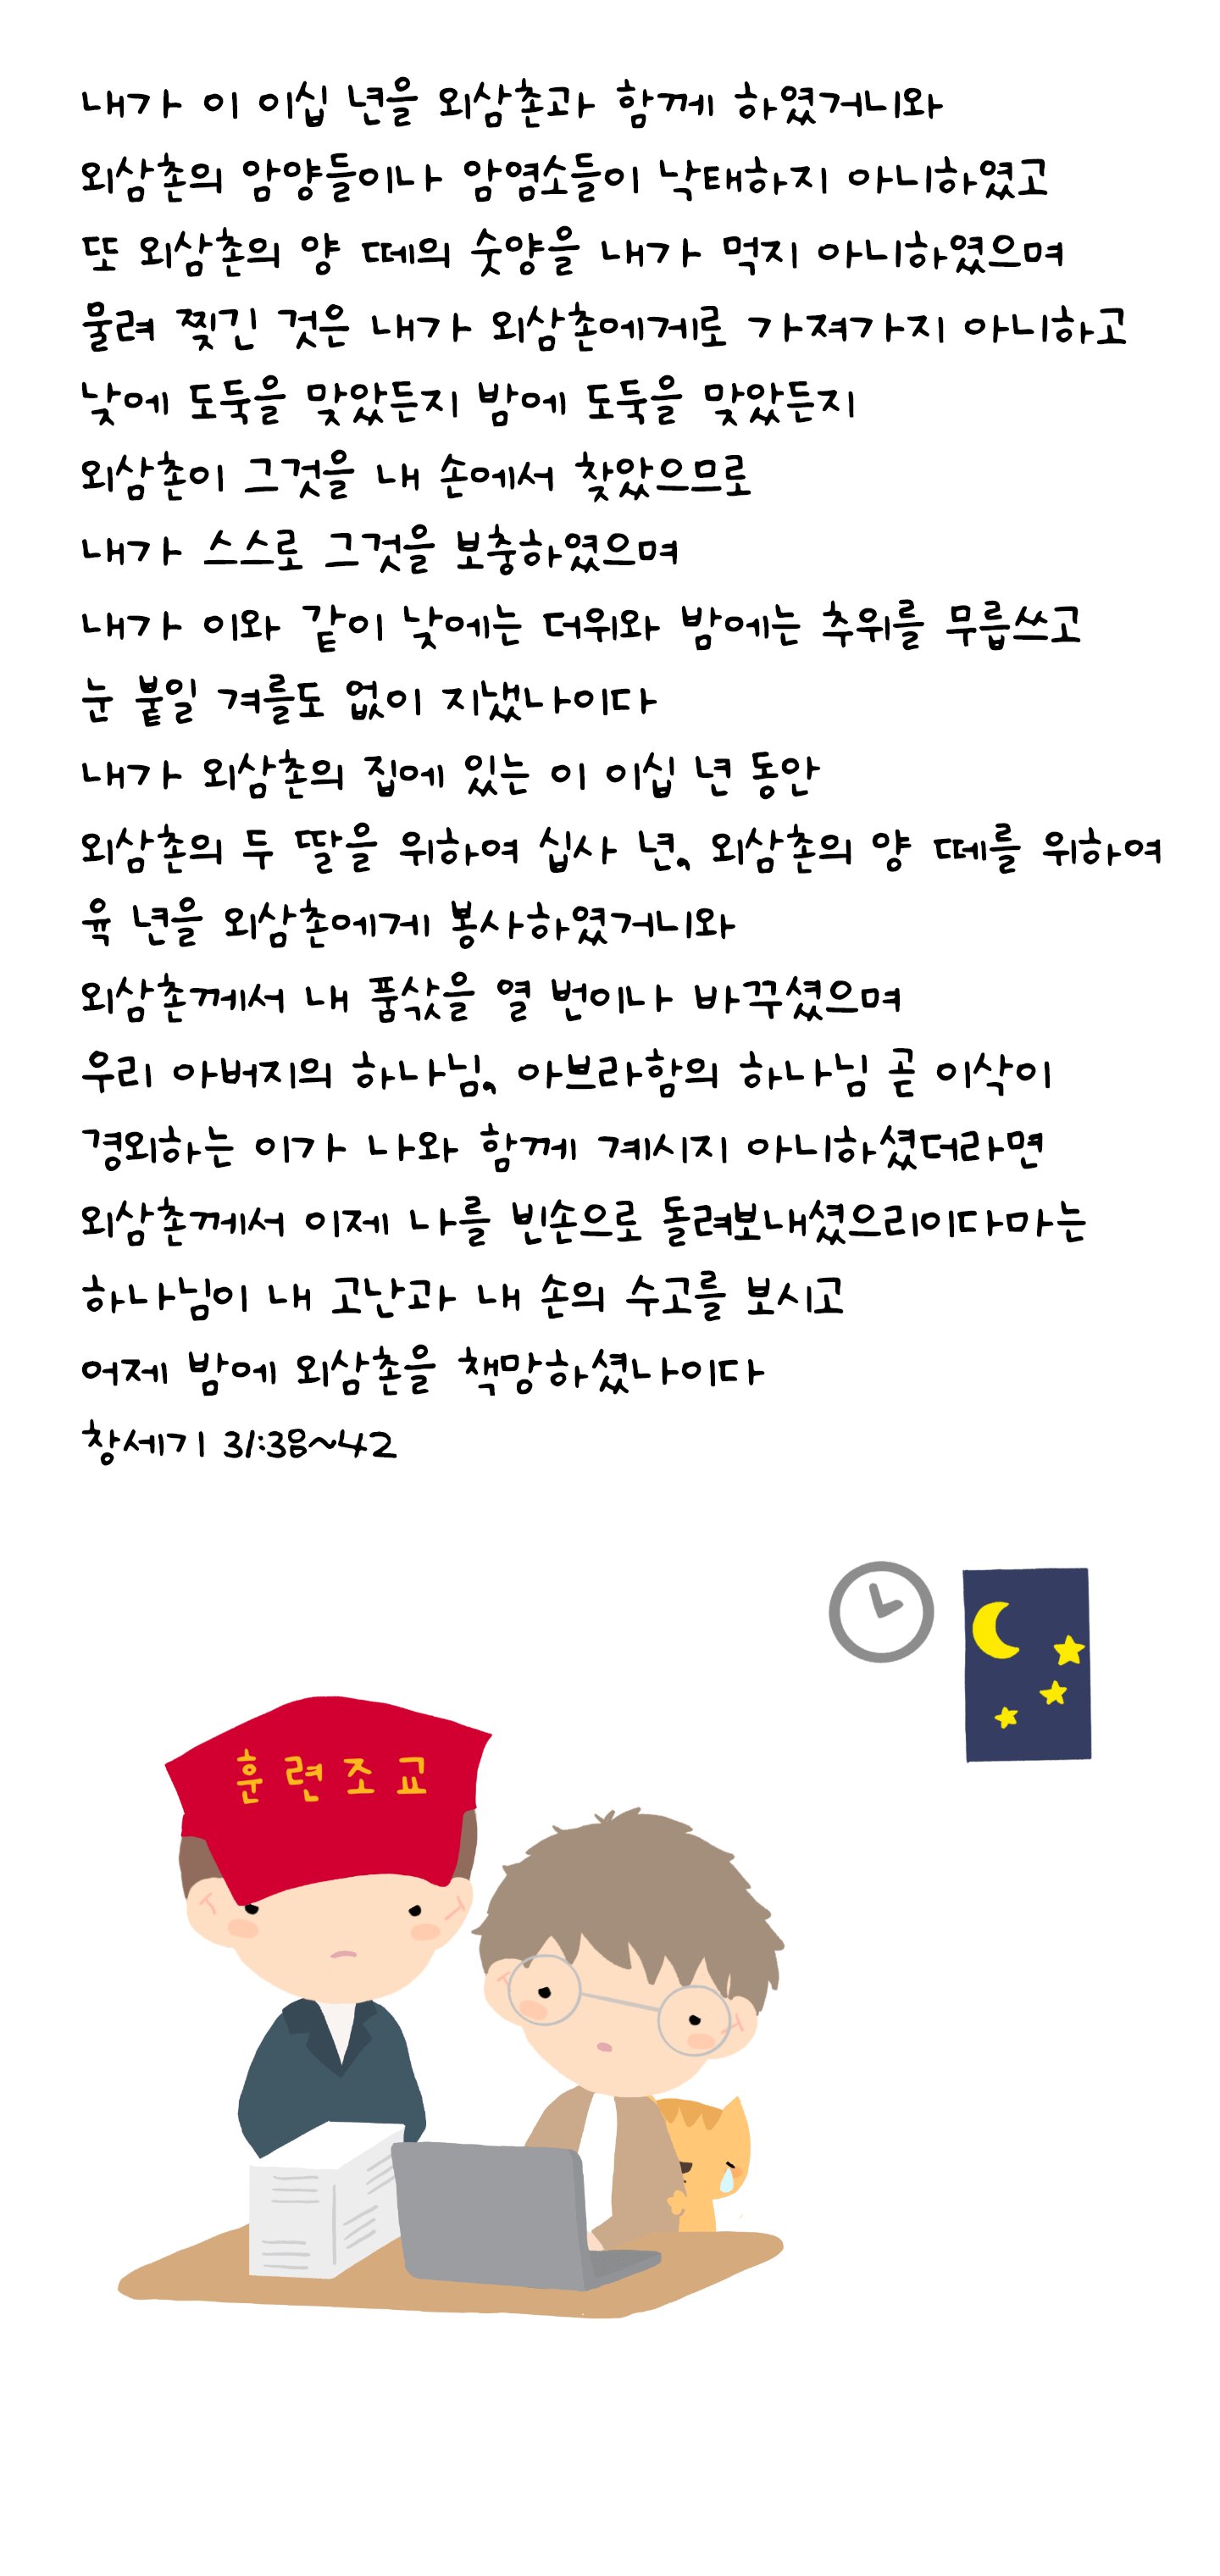 내가 이 이십 년을 외삼촌과 함께 하였거니와
외삼촌의 암양들이나 암염소들이 낙태하지 아니하였고
또 외삼촌의 양 떼의 숫양을 내가 먹지 아니하였으며
물려 찢긴 것은 내가 외삼촌에게로 가져가지 아니하고
낮에 도둑을 맞았든지 밤에 도둑을 맞았든지
외삼촌이 그것을 내 손에서 찾았으므로
내가 스스로 그것을 보충하였으며
내가 이와 같이 낮에는 더위와 밤에는 추위를 무릅쓰고
눈 붙일 겨를도 없이 지냈나이다
내가 외삼촌의 집에 있는 이 이십 년 동안
외삼촌의 두 딸을 위하여 십사 년, 외삼촌의 양 떼를 위하여
육 년을 외삼촌에게 봉사하였거니와
외삼촌께서 내 품삯을 열 번이나 바꾸셨으며
우리 아버지의 하나님, 아브라함의 하나님 곧 이삭이
경외하는 이가 나와 함께 계시지 아니하셨더라면
외삼촌께서 이제 나를 빈손으로 돌려보내셨으리이다마는
하나님이 내 고난과 내 손의 수고를 보시고
어제 밤에 외삼촌을 책망하셨나이다
창세기 31:38~42
훈련조교